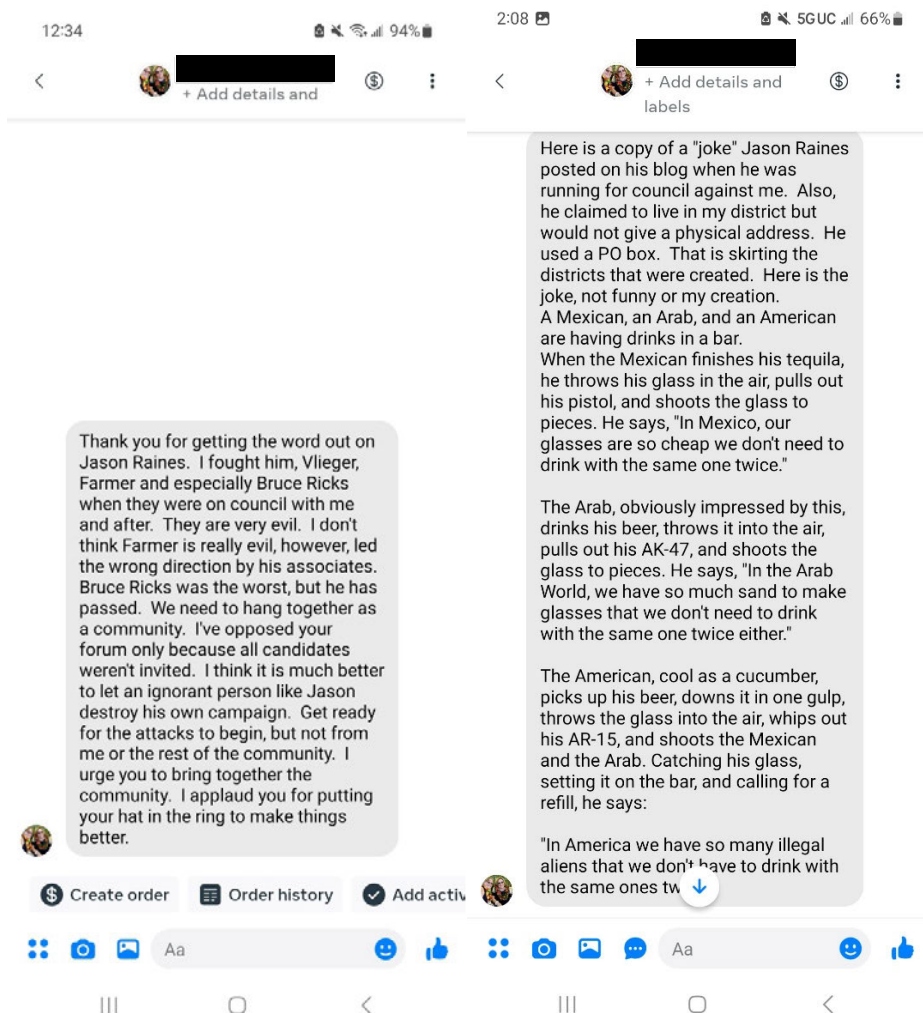 12:34
94%
+ Add details and
Thank you for getting the word out on
Jason Raines. I fought him, Vlieger,
Farmer and especially Bruce Ricks
when they were on council with me
and after. They are very evil. I don't
think Farmer is really evil, however, led
the wrong direction by his associates.
Bruce Ricks was the worst, but he has
passed. We need to hang together as
a community. I've opposed your
forum only because all candidates
weren't invited. I think it is much better
to let an ignorant person like Jason
destroy his own campaign. Get ready
for the attacks to begin, but not from
me or the rest of the community. I
urge you to bring together the
community. I applaud you for putting
your hat in the ring to make things
better.
Create order
Order history
Add activ
Aa
2:08
5G UC
66%
+ Add details and
labels
Here is a copy of a "joke" Jason Raines
posted on his blog when he was
running for council against me. Also,
he claimed to live in my district but
would not give a physical address. He
used a PO box. That is skirting the
districts that were created. Here is the
joke, not funny or my creation.
A Mexican, an Arab, and an American
are having drinks in a bar.
When the Mexican finishes his tequila,
he throws his glass in the air, pulls out
his pistol, and shoots the glass to
pieces. He says, "In Mexico, our
glasses are so cheap we don't need to
drink with the same one twice."
The Arab, obviously impressed by this,
drinks his beer, throws it into the air,
pulls out his AK-47, and shoots the
glass to pieces. He says, "In the Arab
World, we have so much sand to make
glasses that we don't need to drink
with the same one twice either."
The American, cool as a cucumber,
picks up his beer, downs it in one gulp,
throws the glass into the air, whips out
his AR-15, and shoots the Mexican
and the Arab. Catching his glass,
setting it on the bar, and calling for a
refill, he says:
"In America we have so many illegal
aliens that we don't have to drink with
the same ones tw
Aa